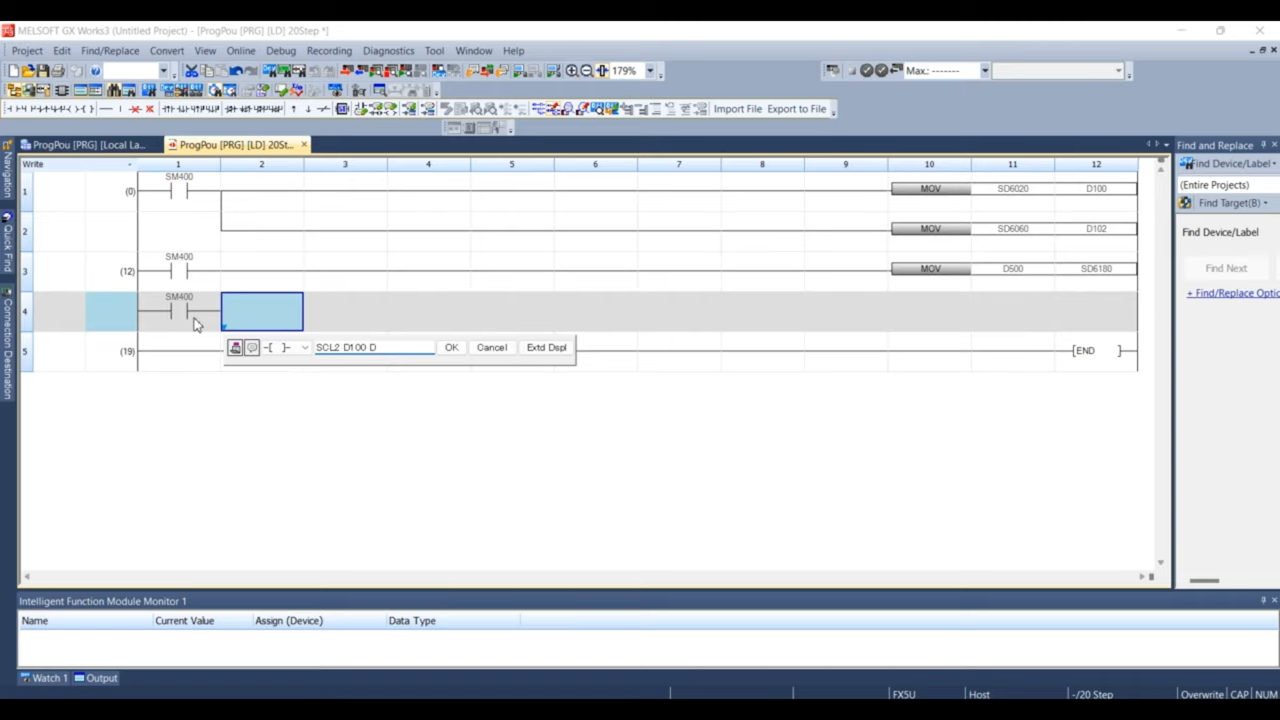 MELSOFT GX Works3 (Untitled Project) - [ProgPou [PRG] [LD] 20Step *]
Project Edit Find/Replace Convert View Online Debug Recording Diagnostics Tool Window Help
179%
Max.: -------
Import File Export to File
ProgPou [PRG] [Local La...
ProgPou [PRG] [LD] 20St...
Write 1 2 3 4 5 6 7 8 9 10 11 12
1 (0) SM400 MOV SD6020 D100
2 MOV SD6060 D102
3 (12) SM400 MOV D500 SD6180
4 SM400
SCL2 D100 D OK Cancel Extd Dspl
5 (19) [END ]
Navigation
Quick Find
Connection Destination
Find and Replace
Find Device/Label
(Entire Projects)
Find Target(B)
Find Device/Label
Find Next
+ Find/Replace Optio
Intelligent Function Module Monitor 1
Name Current Value Assign (Device) Data Type
Watch 1 Output
FX5U Host -/20 Step Overwrite CAP NUM